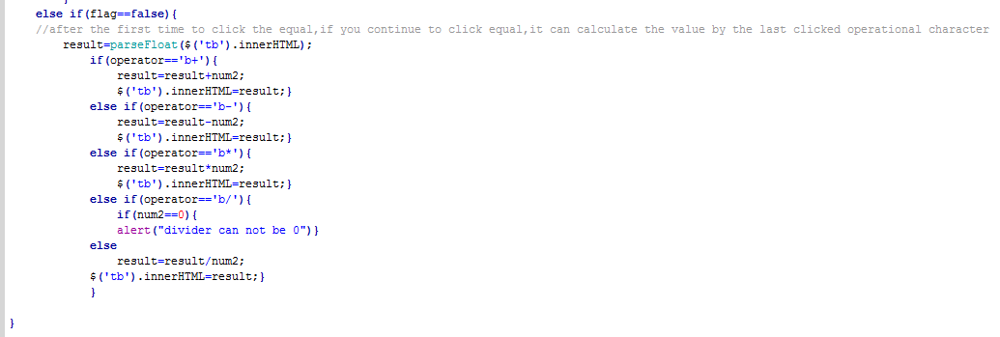 }
else if(flag==false){
//after the first time to click the equal,if you continue to click equal,it can calculate the value by the last clicked operational character
result=parseFloat($('tb').innerHTML);
if(operator=='b+'){
result=result+num2;
$('tb').innerHTML=result;}
else if(operator=='b-'){
result=result-num2;
$('tb').innerHTML=result;}
else if(operator=='b*'){
result=result*num2;
$('tb').innerHTML=result;}
else if(operator=='b/'){
if(num2==0){
alert("divider can not be 0")}
else
result=result/num2;
$('tb').innerHTML=result;}
}
}